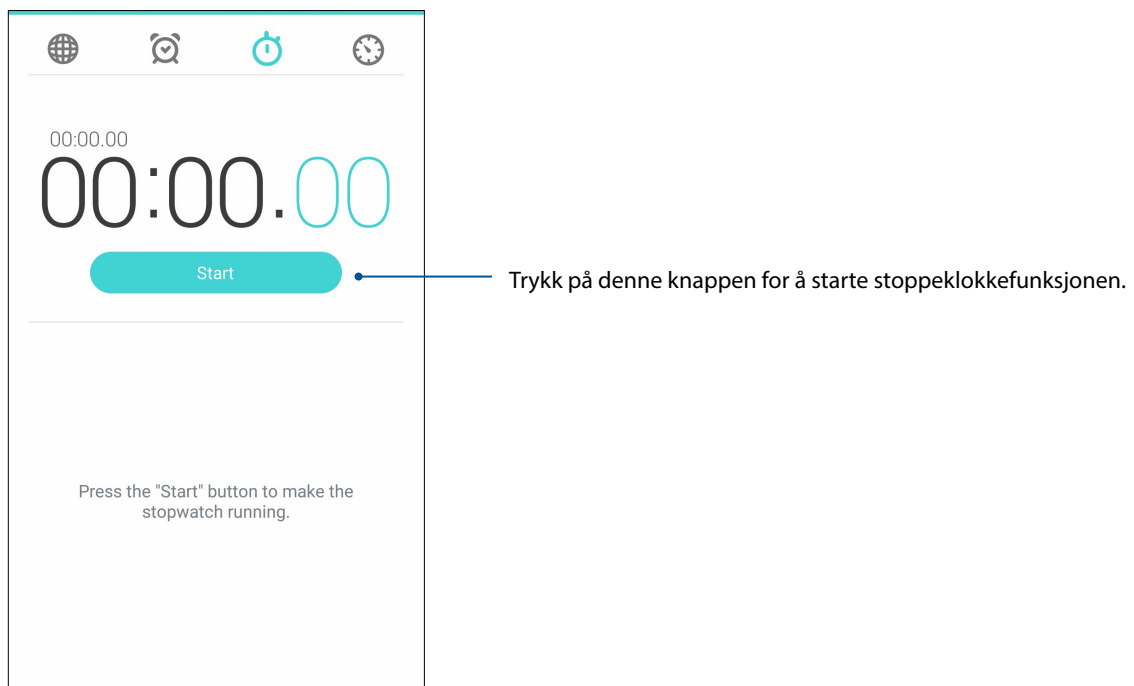 00:00.00
00:00.00
Start
Trykk på denne knappen for å starte stoppeklokkefunksjonen.
Press the "Start" button to make the
stopwatch running.